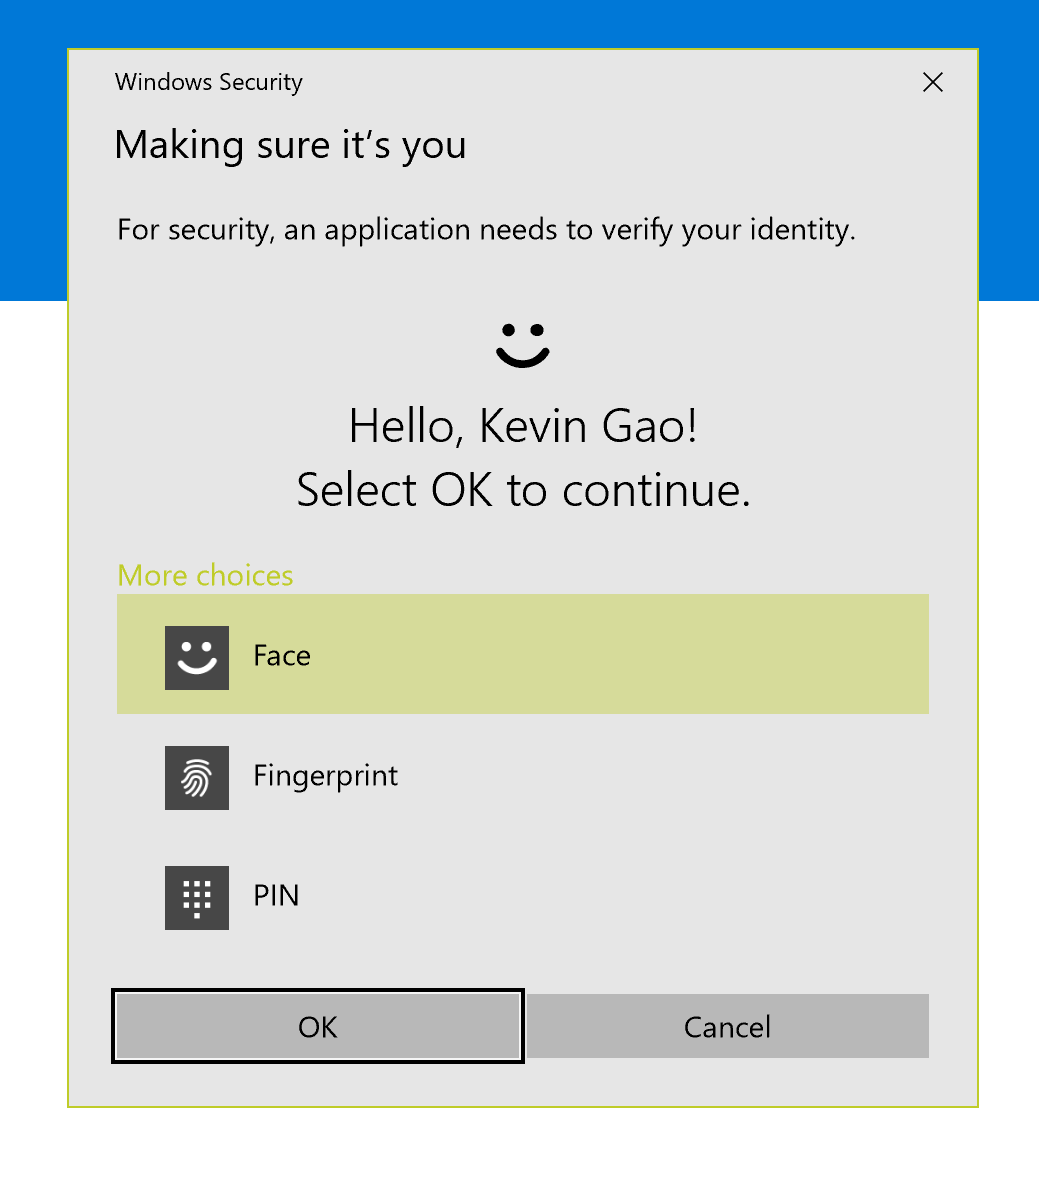 Windows Security
Making sure it’s you
For security, an application needs to verify your identity.
Hello, Kevin Gao!
Select OK to continue.
More choices
Face
Fingerprint
PIN
OK
Cancel